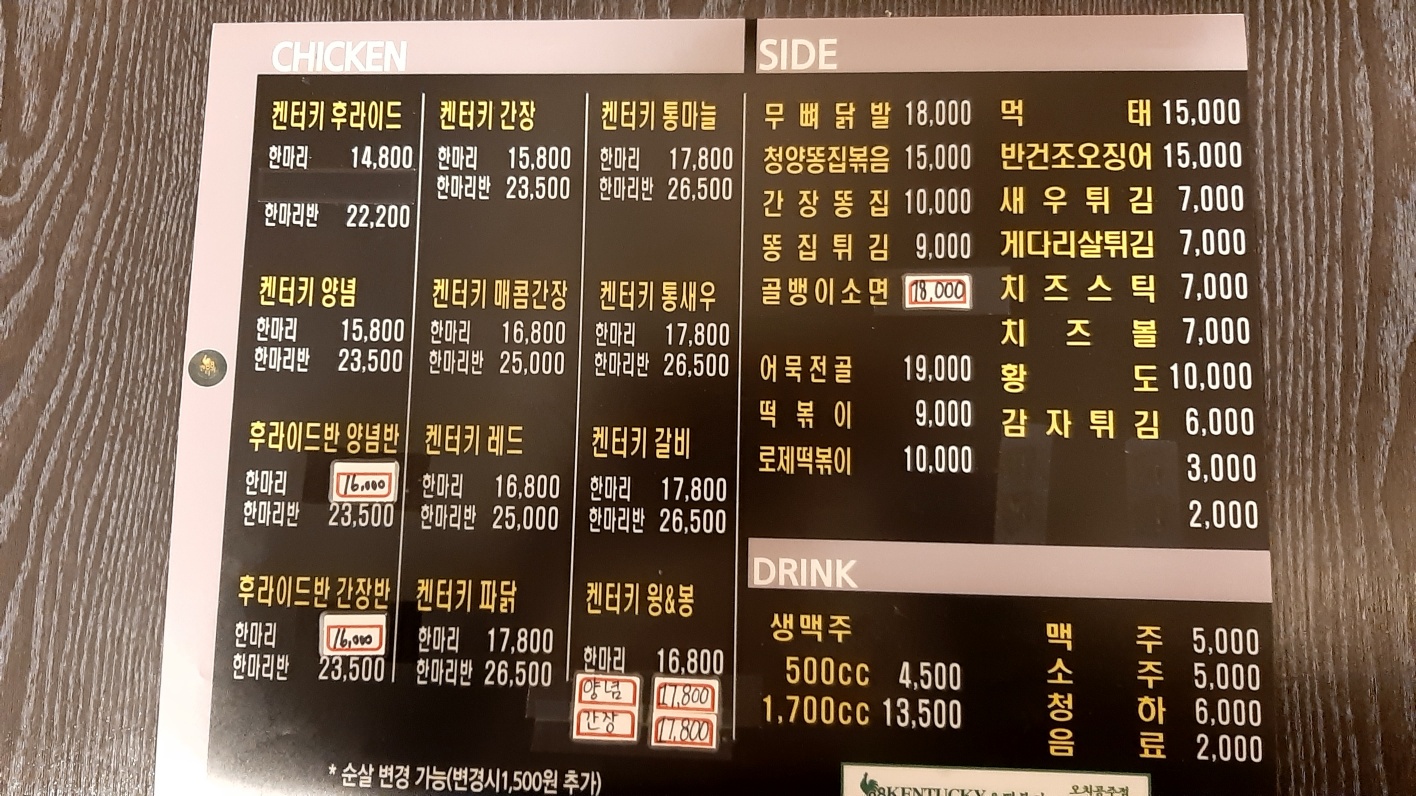 CHICKEN
켄터키 후라이드
한마리 14,800
한마리반 22,200
켄터키 양념
한마리 15,800
한마리반 23,500
후라이드반 양념반
한마리 16,000
한마리반 23,500
후라이드반 간장반
한마리 16,000
한마리반 23,500
켄터키 간장
한마리 15,800
한마리반 23,500
켄터키 매콤간장
한마리 16,800
한마리반 25,000
켄터키 레드
한마리 16,800
한마리반 25,000
켄터키 파닭
한마리 17,800
한마리반 26,500
켄터키 통마늘
한마리 17,800
한마리반 26,500
켄터키 통새우
한마리 17,800
한마리반 26,500
켄터키 갈비
한마리 17,800
한마리반 26,500
켄터키 윙&봉
한마리 16,800
양념 17,800
간장 17,800
* 순살 변경 가능(변경시1,500원 추가)
SIDE
무뼈닭발 18,000
청양똥집볶음 15,000
간장똥집 10,000
똥집튀김 9,000
골뱅이소면 18,000
어묵전골 19,000
떡볶이 9,000
로제떡볶이 10,000
먹태 15,000
반건조오징어 15,000
새우튀김 7,000
게다리살튀김 7,000
치즈스틱 7,000
치즈볼 7,000
황도 10,000
감자튀김 6,000
3,000
2,000
DRINK
생맥주
500cc 4,500
1,700cc 13,500
맥주 5,000
소주 5,000
청하 6,000
음료 2,000
88KENTUCKY